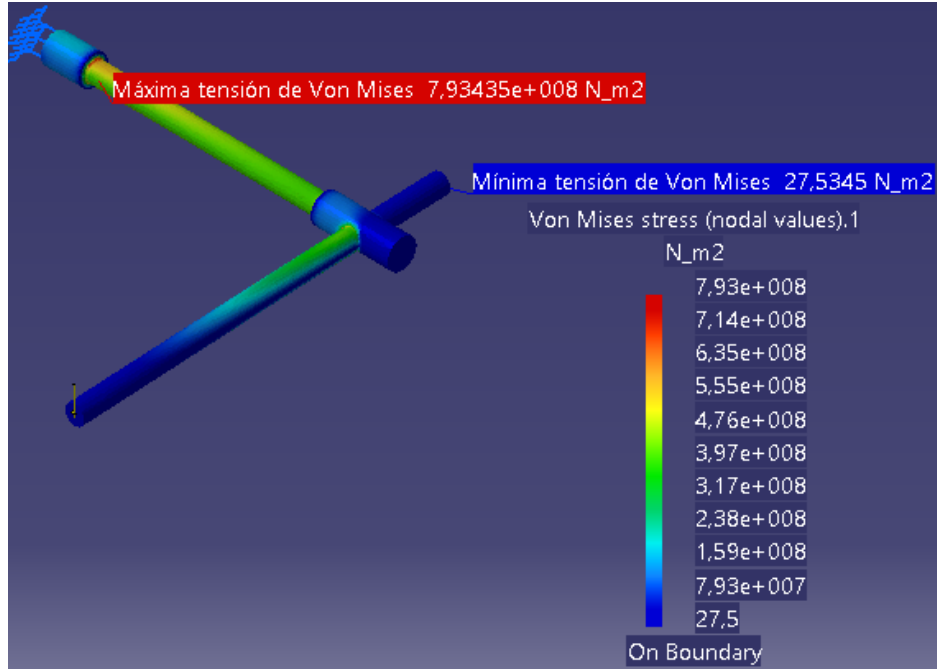 Máxima tensión de Von Mises 7,93435e+008 N_m2
Mínima tensión de Von Mises 27,5345 N_m2
Von Mises stress (nodal values).1
N_m2
7,93e+008
7,14e+008
6,35e+008
5,55e+008
4,76e+008
3,97e+008
3,17e+008
2,38e+008
1,59e+008
7,93e+007
27,5
On Boundary